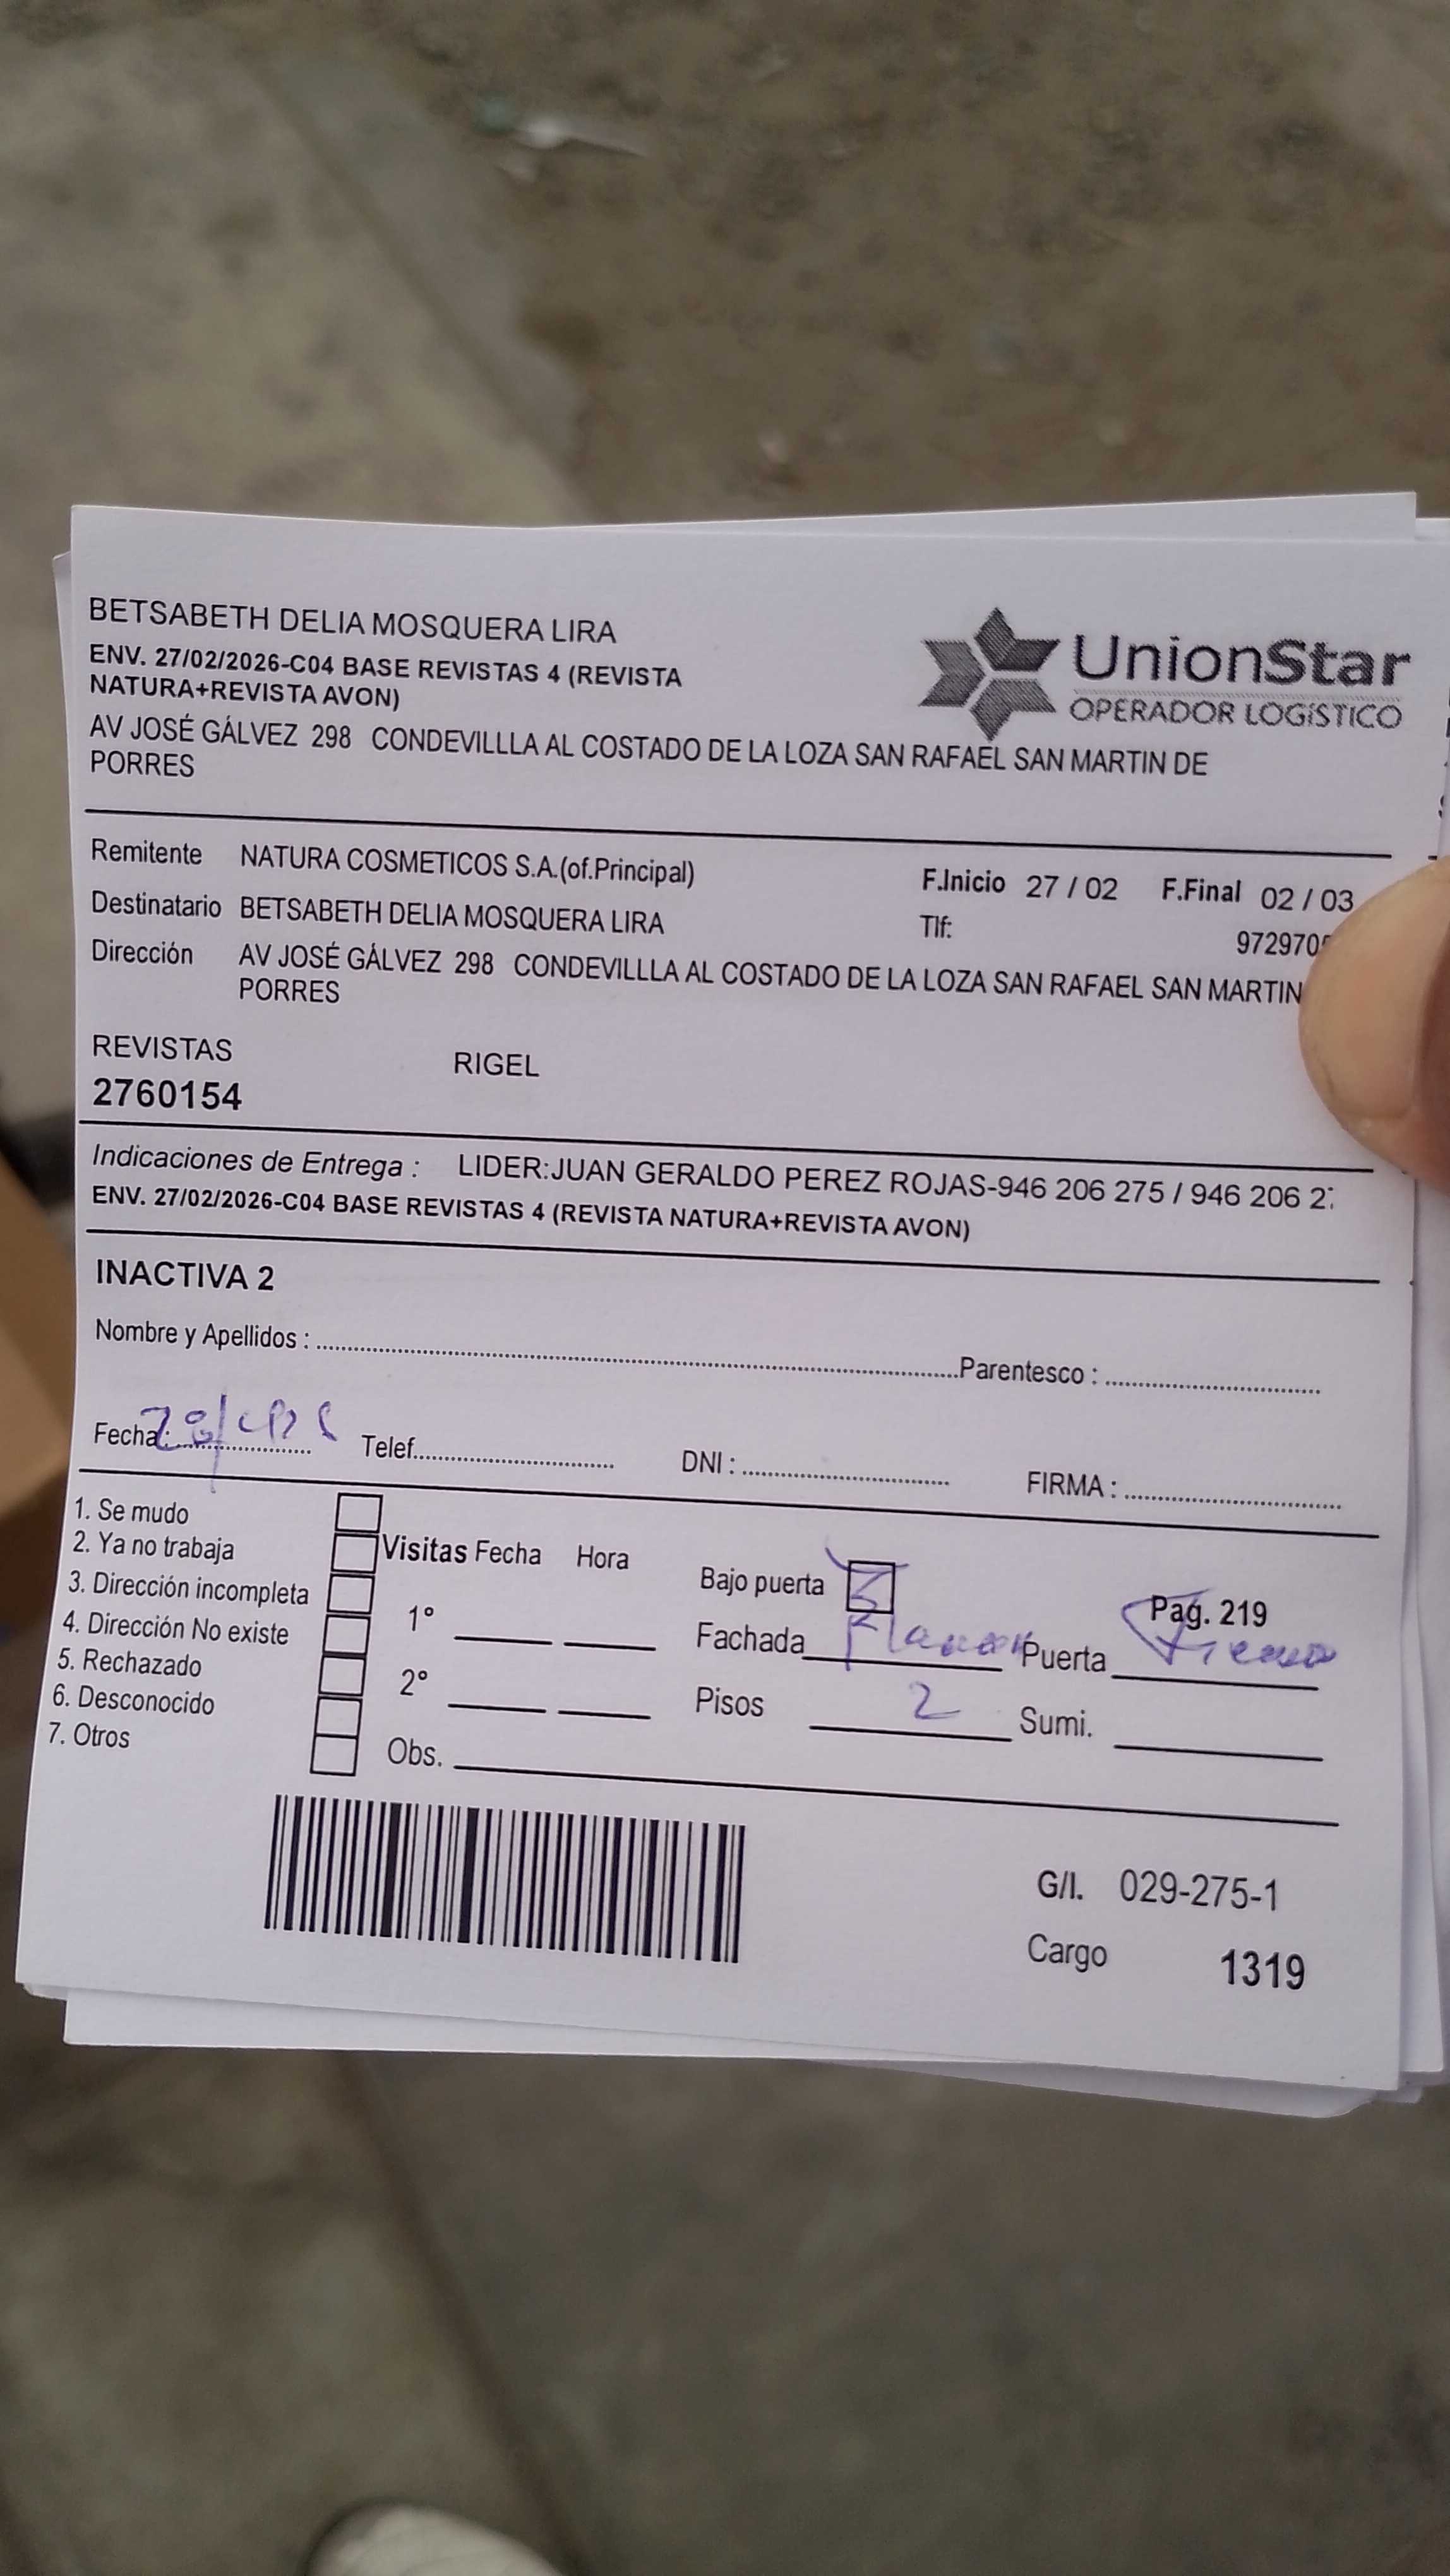 BETSABETH DELIA MOSQUERA LIRA
ENV. 27/02/2026-C04 BASE REVISTAS 4 (REVISTA
NATURA+REVISTA AVON)
AV JOSÉ GÁLVEZ 298 CONDEVILLLA AL COSTADO DE LA LOZA SAN RAFAEL SAN MARTIN DE
PORRES
UnionStar
OPERADOR LOGÍSTICO
Remitente NATURA COSMETICOS S.A.(of.Principal) F.Inicio 27 / 02 F.Final 02 / 03
Destinatario BETSABETH DELIA MOSQUERA LIRA Tlf: 972970
Dirección AV JOSÉ GÁLVEZ 298 CONDEVILLLA AL COSTADO DE LA LOZA SAN RAFAEL SAN MARTIN
PORRES
REVISTAS RIGEL
2760154
Indicaciones de Entrega : LIDER:JUAN GERALDO PEREZ ROJAS-946 206 275 / 946 206 2
ENV. 27/02/2026-C04 BASE REVISTAS 4 (REVISTA NATURA+REVISTA AVON)
INACTIVA 2
Nombre y Apellidos : Parentesco :
Fecha: Telef. DNI : FIRMA :
1. Se mudo
2. Ya no trabaja
3. Dirección incompleta
4. Dirección No existe
5. Rechazado
6. Desconocido
7. Otros
Visitas Fecha Hora
1°
2°
Obs.
Bajo puerta Pag. 219
Fachada Puerta
Pisos 2 Sumi.
G/I. 029-275-1
Cargo 1319